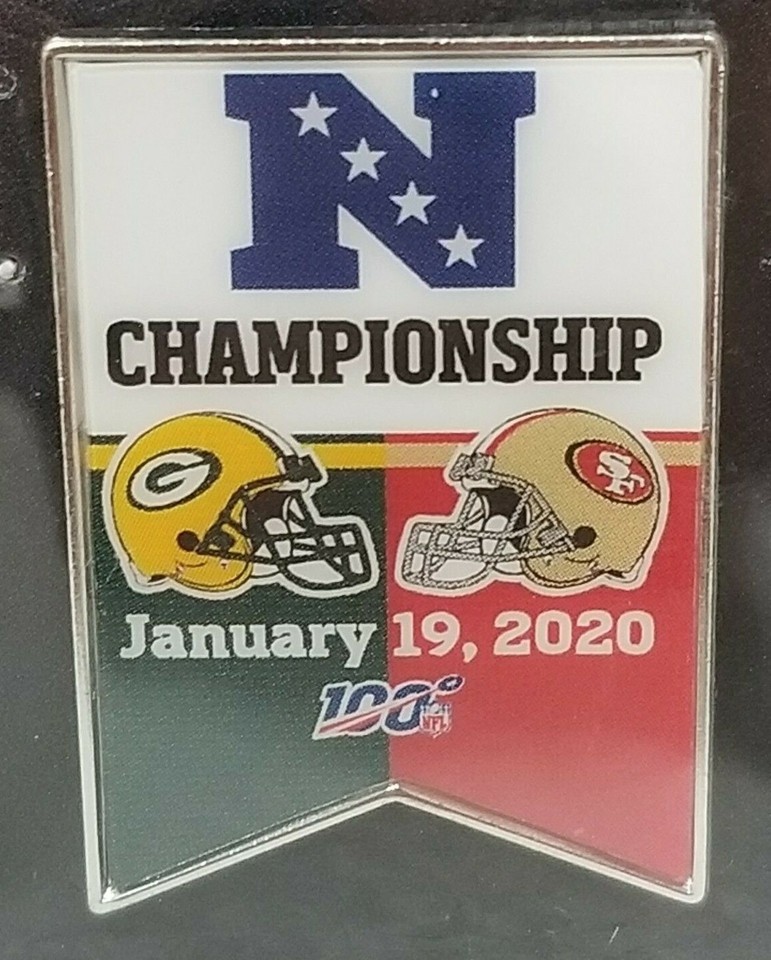 N
CHAMPIONSHIP
G SF
January 19, 2020
100
NFL